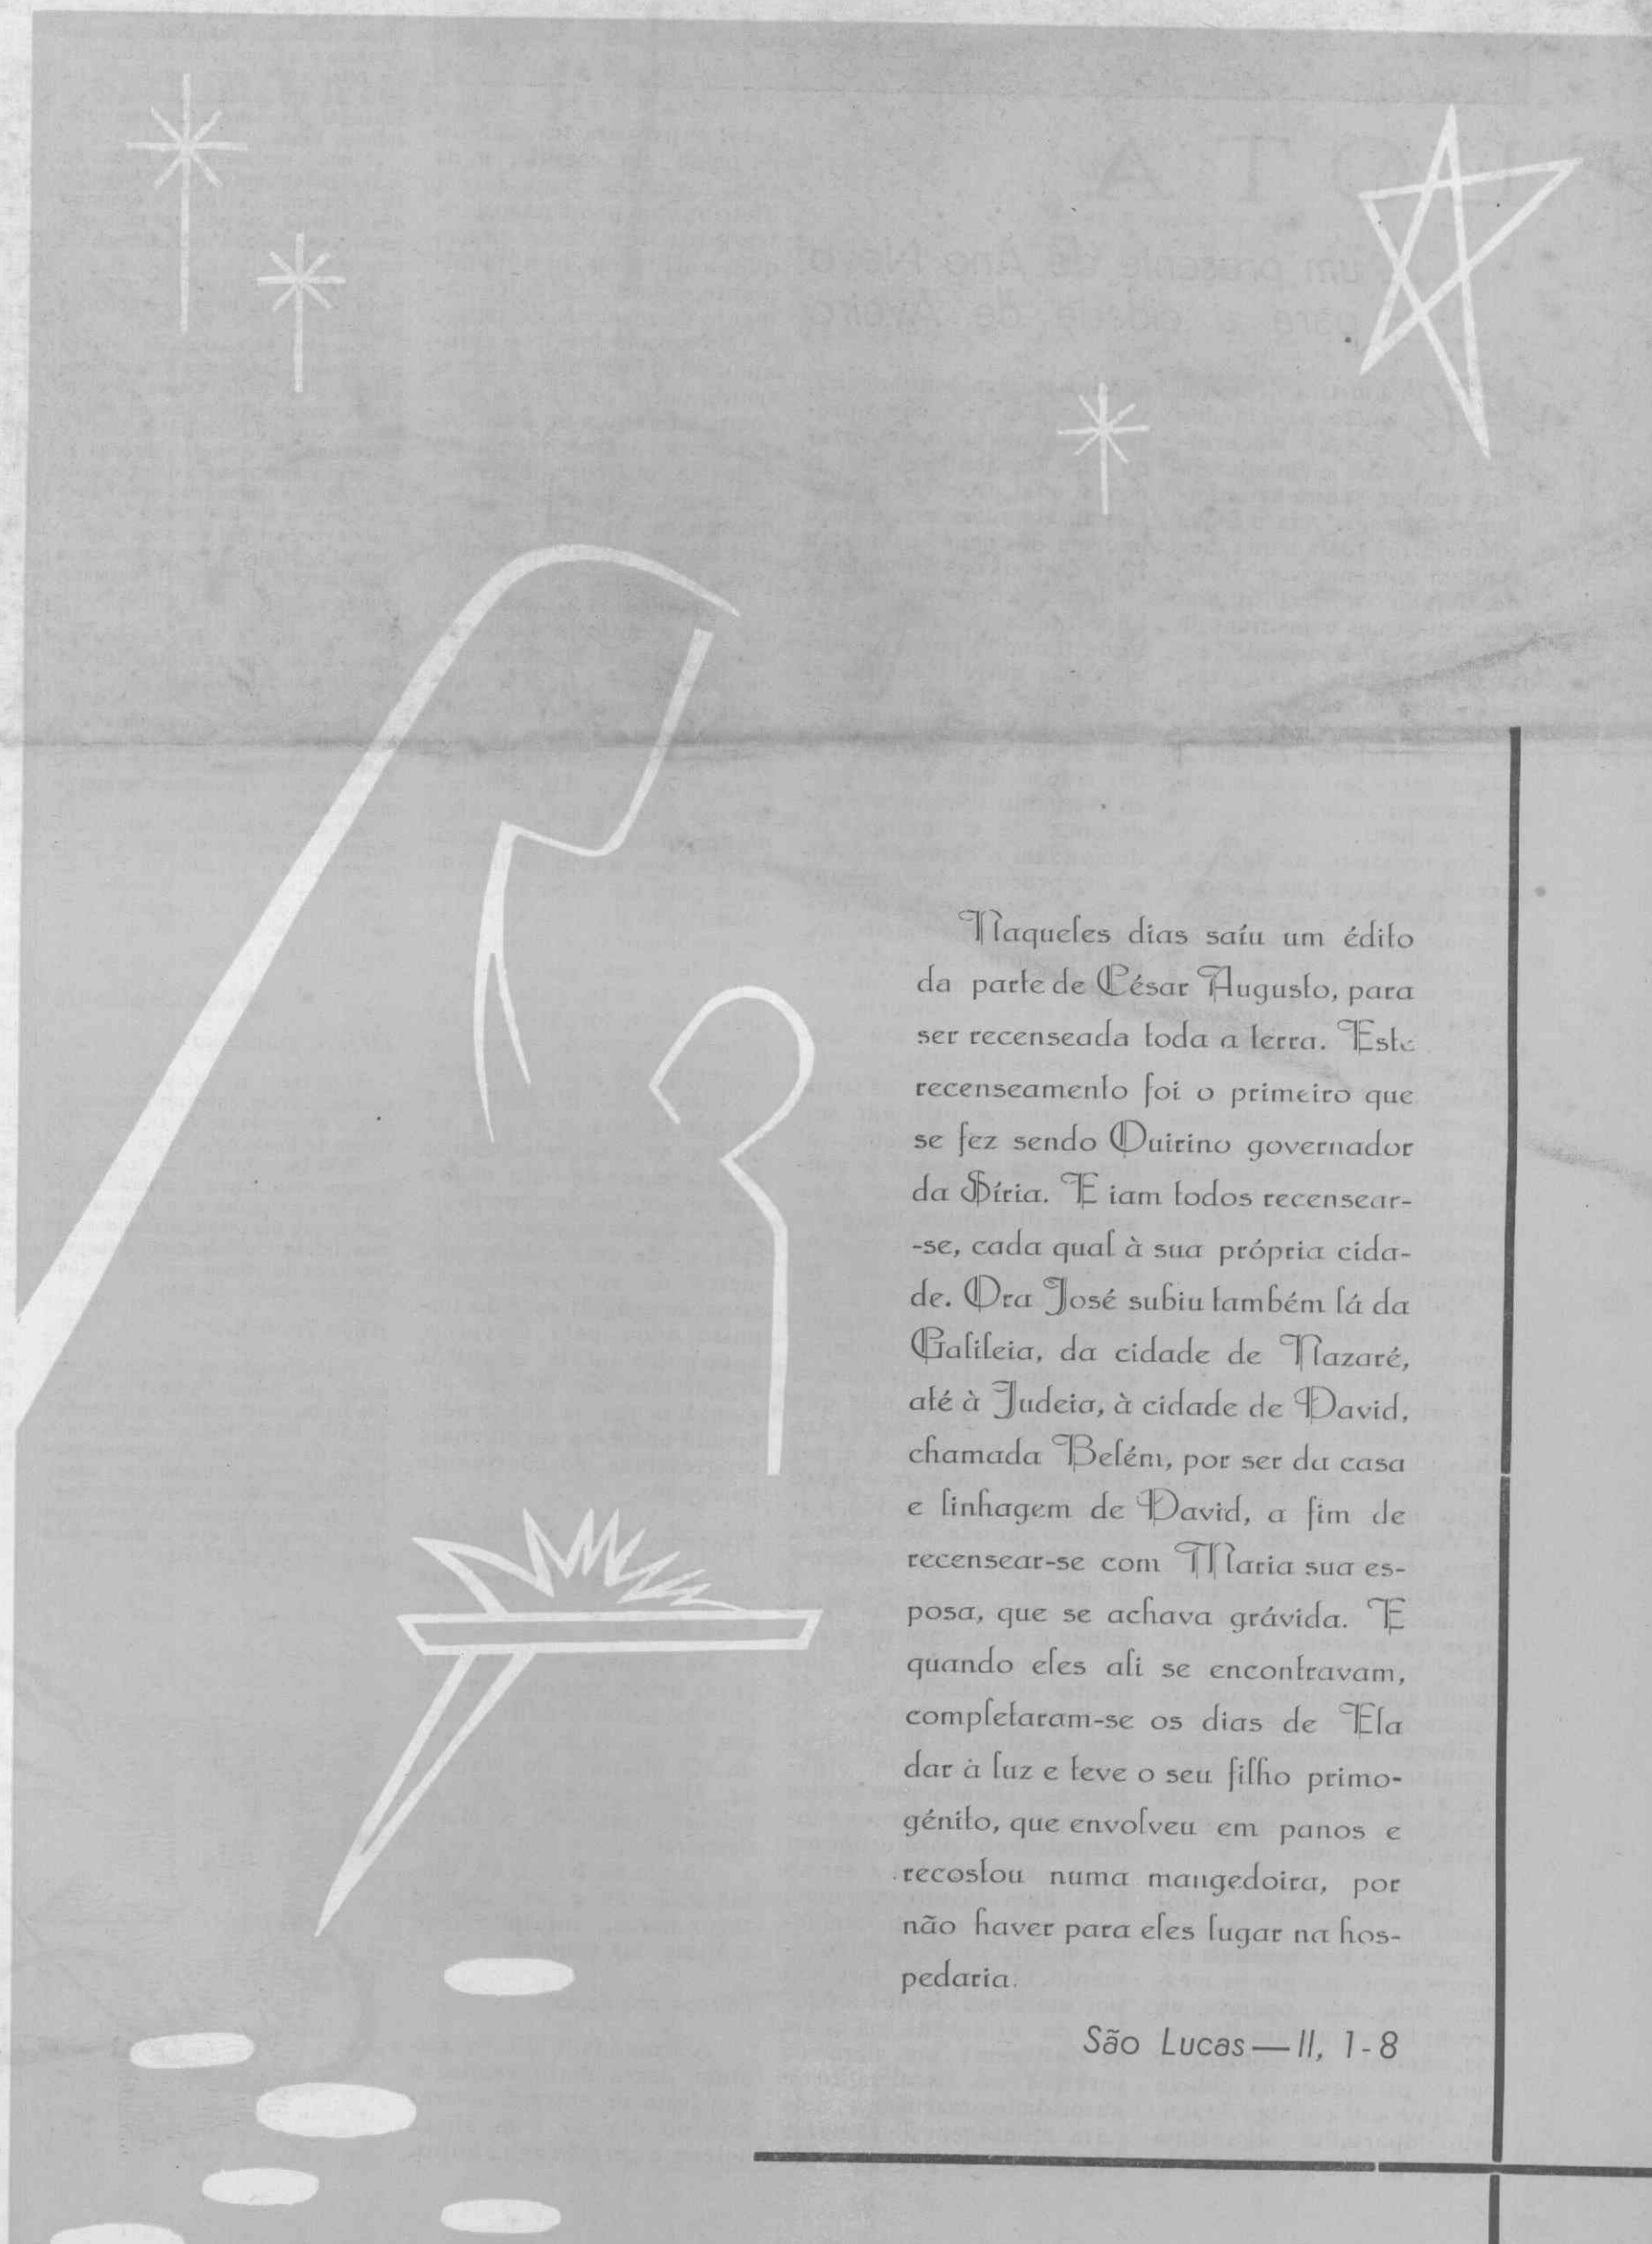 Naqueles dias saíu um édito
da parte de César Augusto, para
ser recenseada toda a terra. Este
recenseamento foi o primeiro que
se fez sendo Quirino governador
da Síria. E iam todos recensear-
-se, cada qual à sua própria cida-
de. Ora José subiu também lá da
Galileia, da cidade de Nazaré,
até à Judeia, à cidade de David,
chamada Belém, por ser da casa
e linhagem de David, a fim de
recensear-se com Maria sua es-
posa, que se achava grávida. E
quando eles ali se encontravam,
completaram-se os dias de Ela
dar à luz e teve o seu filho primo-
génito, que envolveu em panos e
recostou numa mangedoira, por
não haver para eles lugar na hos-
pedaria.
São Lucas — II, 1-8